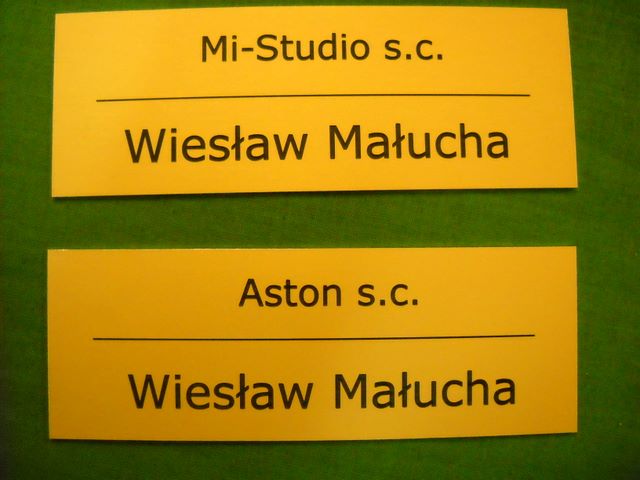 Mi-Studio s.c.
Wiesław Małucha
Aston s.c.
Wiesław Małucha